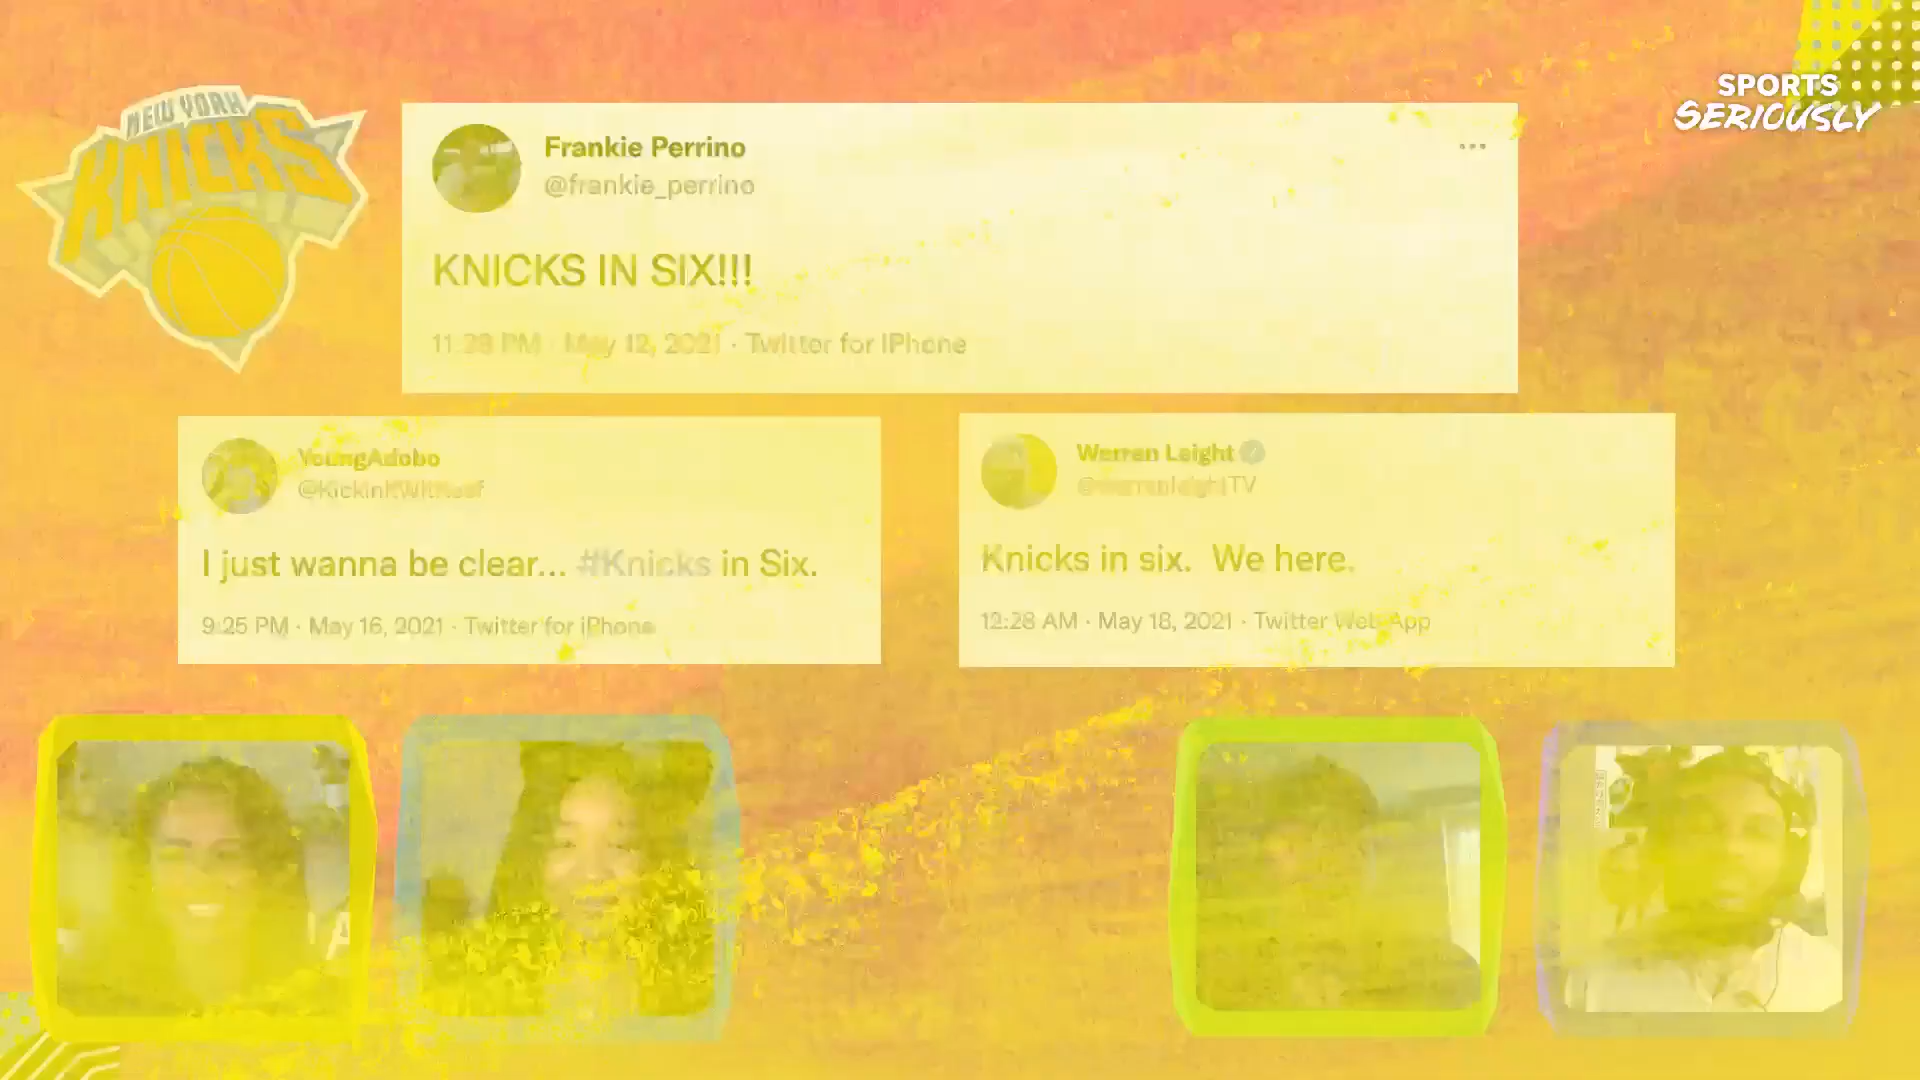 NEW YORK
KNICKS
SPORTS
SERIOUSLY
Frankie Perrino
@frankie_perrino
KNICKS IN SIX!!!
11:28 PM · May 12, 2021 · Twitter for iPhone
YoungAdobo
I just wanna be clear... #Knicks in Six.
9:25 PM · May 16, 2021 · Twitter for iPhone
Warren Leight
@warrenleightTV
Knicks in six.  We here.
12:28 AM · May 18, 2021 · Twitter Web App